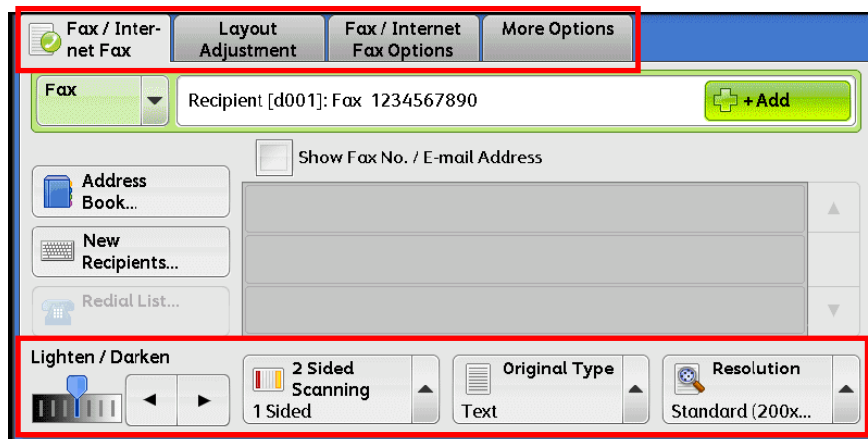 Fax / Inter-
net Fax
Layout
Adjustment
Fax / Internet
Fax Options
More Options
Fax
Recipient [d001]: Fax 1234567890
+ Add
Show Fax No. / E-mail Address
Address
Book...
New
Recipients...
Redial List...
Lighten / Darken
2 Sided
Scanning
1 Sided
Original Type
Text
Resolution
Standard (200x...